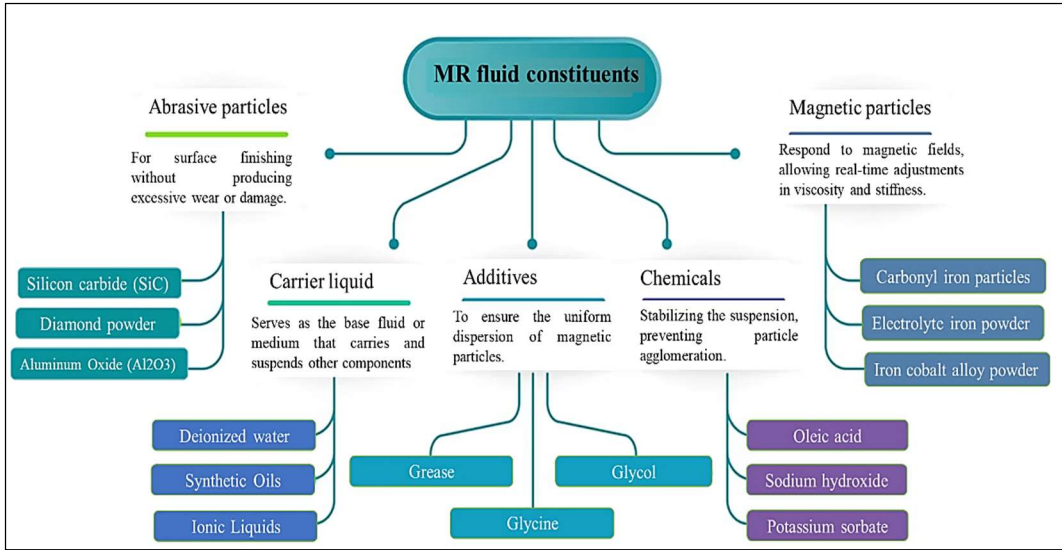 MR fluid constituents
Abrasive particles
For surface finishing
without producing
excessive wear or damage.
Silicon carbide (SiC)
Diamond powder
Aluminum Oxide (Al2O3)
Carrier liquid
Serves as the base fluid or
medium that carries and
suspends other components
Deionized water
Synthetic Oils
Ionic Liquids
Additives
To ensure the uniform
dispersion of magnetic
particles.
Grease
Glycine
Glycol
Chemicals
Stabilizing the suspension,
preventing particle
agglomeration.
Oleic acid
Sodium hydroxide
Potassium sorbate
Magnetic particles
Respond to magnetic fields,
allowing real-time adjustments
in viscosity and stiffness.
Carbonyl iron particles
Electrolyte iron powder
Iron cobalt alloy powder